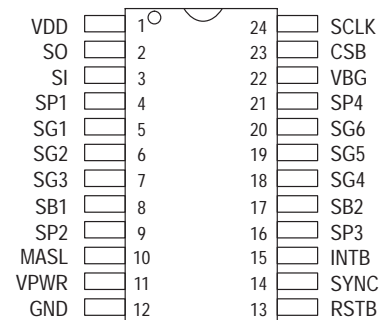 VDD 1 24 SCLK
SO 2 23 CSB
SI 3 22 VBG
SP1 4 21 SP4
SG1 5 20 SG6
SG2 6 19 SG5
SG3 7 18 SG4
SB1 8 17 SB2
SP2 9 16 SP3
MASL 10 15 INTB
VPWR 11 14 SYNC
GND 12 13 RSTB